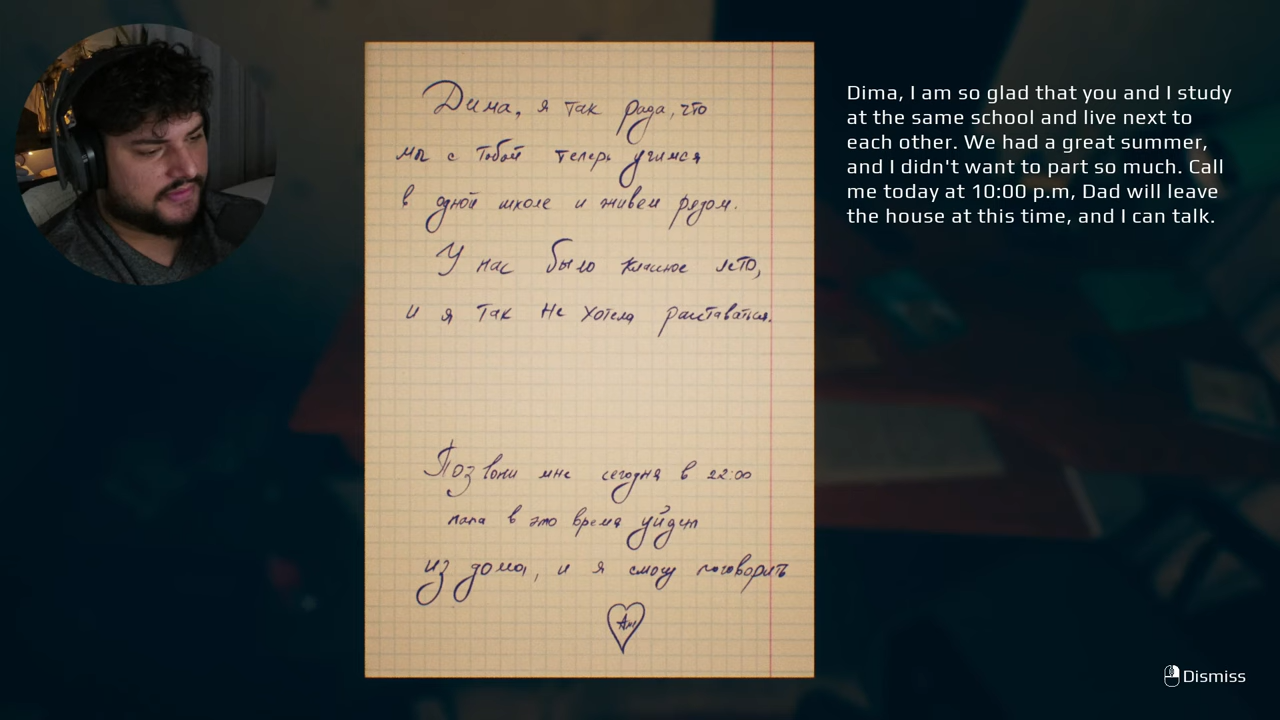 Дима, я так рада, что
мы с тобой теперь учимся
в одной школе и живем рядом.
У нас было классное лето,
и я так не хотела расставаться.
Позвони мне сегодня в 22:00
папа в это время уйдет
из дома, и я смогу поговорить
Dima, I am so glad that you and I study
at the same school and live next to
each other. We had a great summer,
and I didn't want to part so much. Call
me today at 10:00 p.m, Dad will leave
the house at this time, and I can talk.
Dismiss